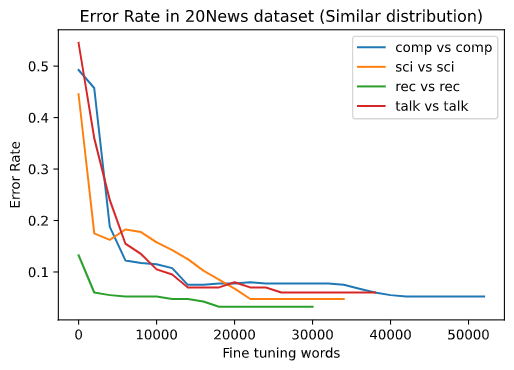 Error Rate in 20News dataset (Similar distribution)
comp vs comp
sci vs sci
rec vs rec
talk vs talk
Error Rate
0.5
0.4
0.3
0.2
0.1
0 10000 20000 30000 40000 50000
Fine tuning words